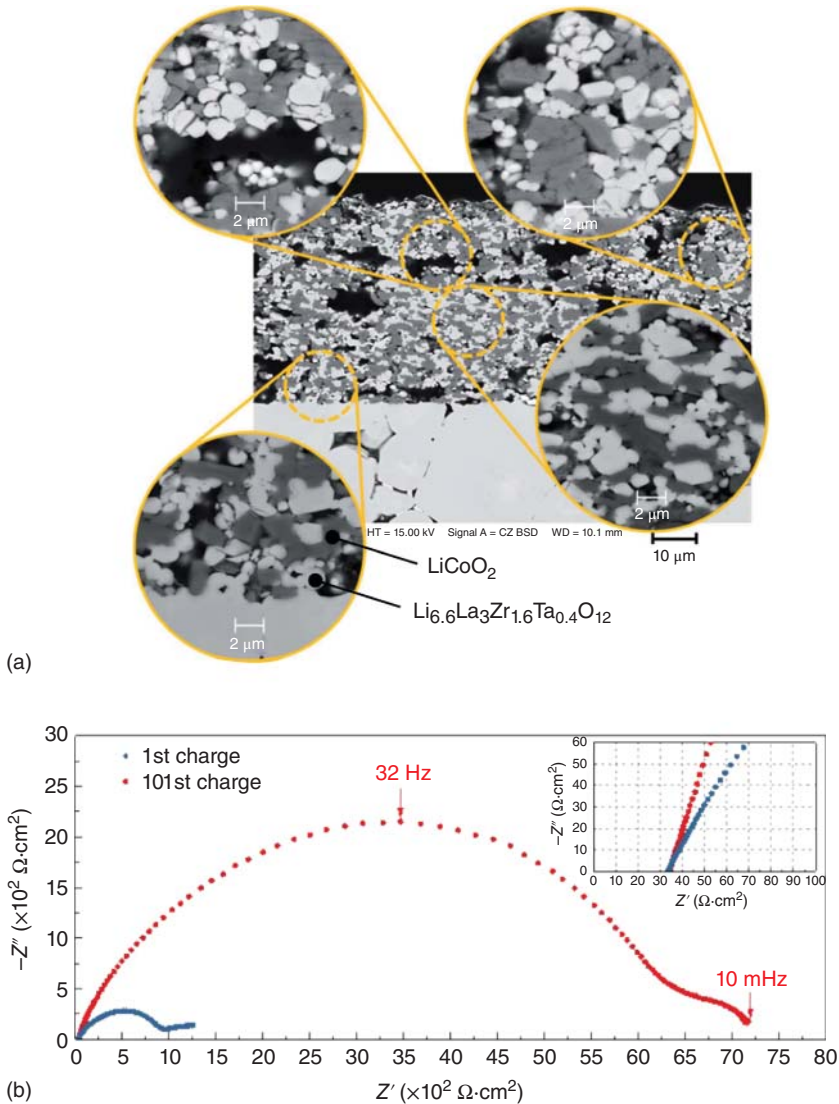 2 μm
2 μm
2 μm
2 μm
HT = 15.00 kV Signal A = CZ BSD WD = 10.1 mm
10 μm
LiCoO₂
Li₆.₆La₃Zr₁.₆Ta₀.₄O₁₂
(a)
30
25
20
15
10
5
0
−Z″ (×10² Ω·cm²)
1st charge
101st charge
32 Hz
10 mHz
60
50
40
30
20
10
0
−Z″ (Ω·cm²)
0 10 20 30 40 50 60 70 80 90 100
Z′ (Ω·cm²)
0 5 10 15 20 25 30 35 40 45 50 55 60 65 70 75 80
Z′ (×10² Ω·cm²)
(b)